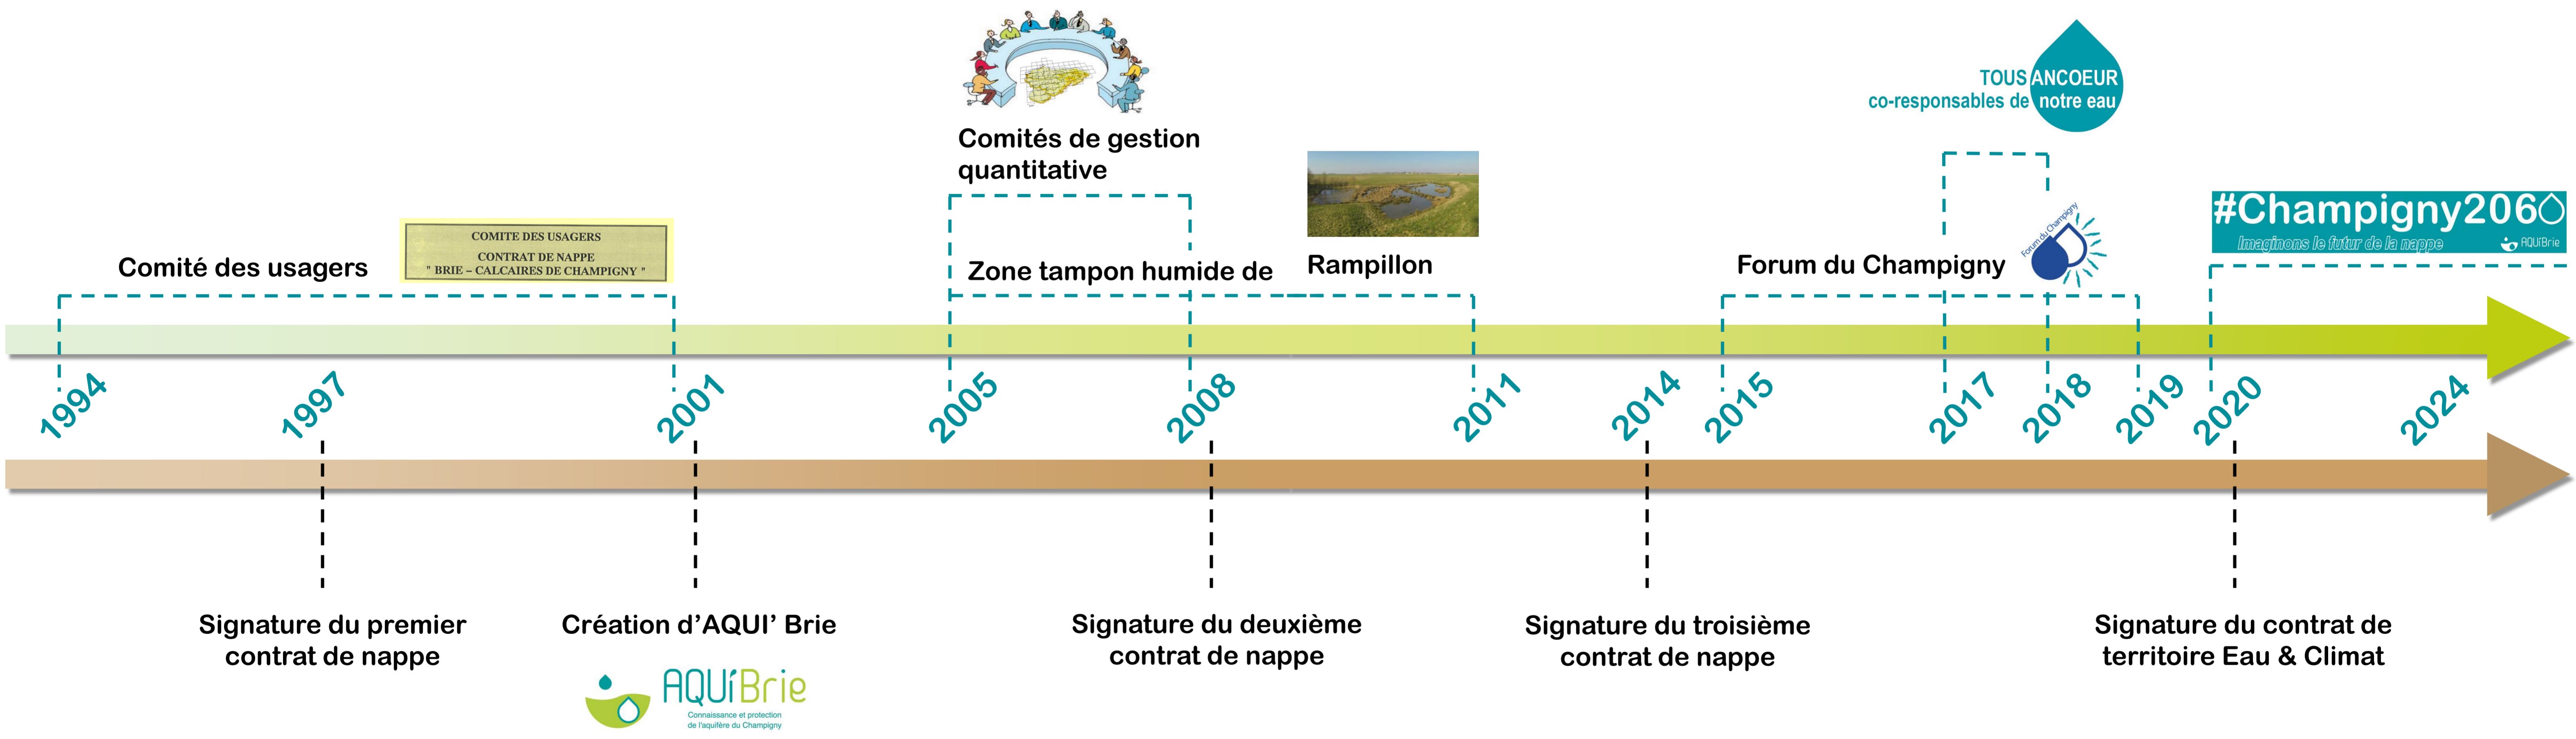 TOUS ANCOEUR
co-responsables de notre eau
Comités de gestion
quantitative
#Champigny2060
Imaginons le futur de la nappe
AQUIBrie
COMITE DES USAGERS
CONTRAT DE NAPPE
" BRIE – CALCAIRES DE CHAMPIGNY "
Comité des usagers
Zone tampon humide de Rampillon
Forum du Champigny
Forum du Champigny
1994
1997
2001
2005
2008
2011
2014
2015
2017
2018
2019
2020
2024
Signature du premier
contrat de nappe
Création d’AQUI’ Brie
AQUiBrie
Connaissance et protection
de l'aquifère du Champigny
Signature du deuxième
contrat de nappe
Signature du troisième
contrat de nappe
Signature du contrat de
territoire Eau & Climat